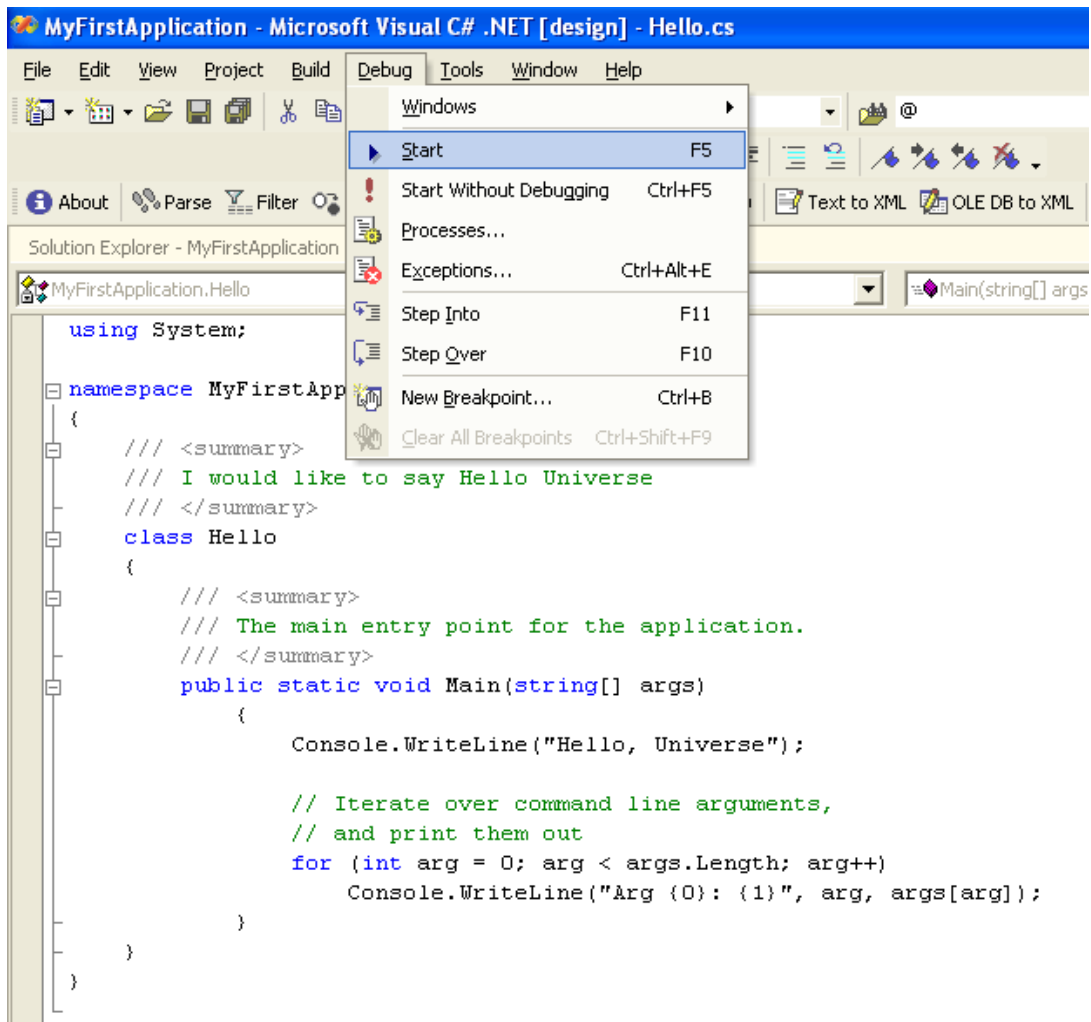 MyFirstApplication - Microsoft Visual C# .NET [design] - Hello.cs
File Edit View Project Build Debug Tools Window Help
@
About Parse Filter Text to XML OLE DB to XML
Solution Explorer - MyFirstApplication
MyFirstApplication.Hello Main(string[] args
Windows
Start F5
Start Without Debugging Ctrl+F5
Processes...
Exceptions... Ctrl+Alt+E
Step Into F11
Step Over F10
New Breakpoint... Ctrl+B
Clear All Breakpoints Ctrl+Shift+F9
using System;
namespace MyFirstApp
{
/// <summary>
/// I would like to say Hello Universe
/// </summary>
class Hello
{
/// <summary>
/// The main entry point for the application.
/// </summary>
public static void Main(string[] args)
{
Console.WriteLine("Hello, Universe");
// Iterate over command line arguments,
// and print them out
for (int arg = 0; arg < args.Length; arg++)
Console.WriteLine("Arg {0}: {1}", arg, args[arg]);
}
}
}